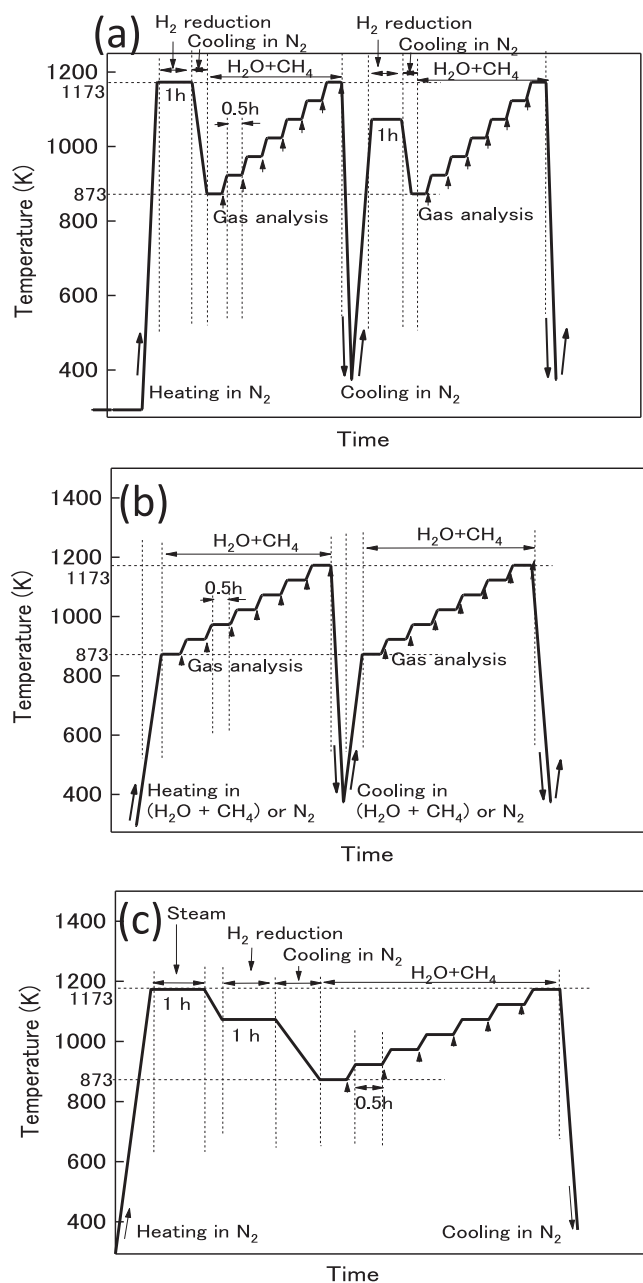 (a)
H2 reduction
Cooling in N2
H2O+CH4
H2 reduction
Cooling in N2
H2O+CH4
1200
1173
1h
0.5h
1h
1000
873
Gas analysis
Gas analysis
800
600
400
Heating in N2
Cooling in N2
Temperature (K)
Time
(b)
1400
H2O+CH4
H2O+CH4
1200
1173
0.5h
1000
873
Gas analysis
Gas analysis
800
600
400
Heating in
(H2O + CH4) or N2
Cooling in
(H2O + CH4) or N2
Temperature (K)
Time
(c)
Steam
H2 reduction
Cooling in N2
H2O+CH4
1400
1200
1173
1 h
1 h
1000
873
0.5h
800
600
400
Heating in N2
Cooling in N2
Temperature (K)
Time